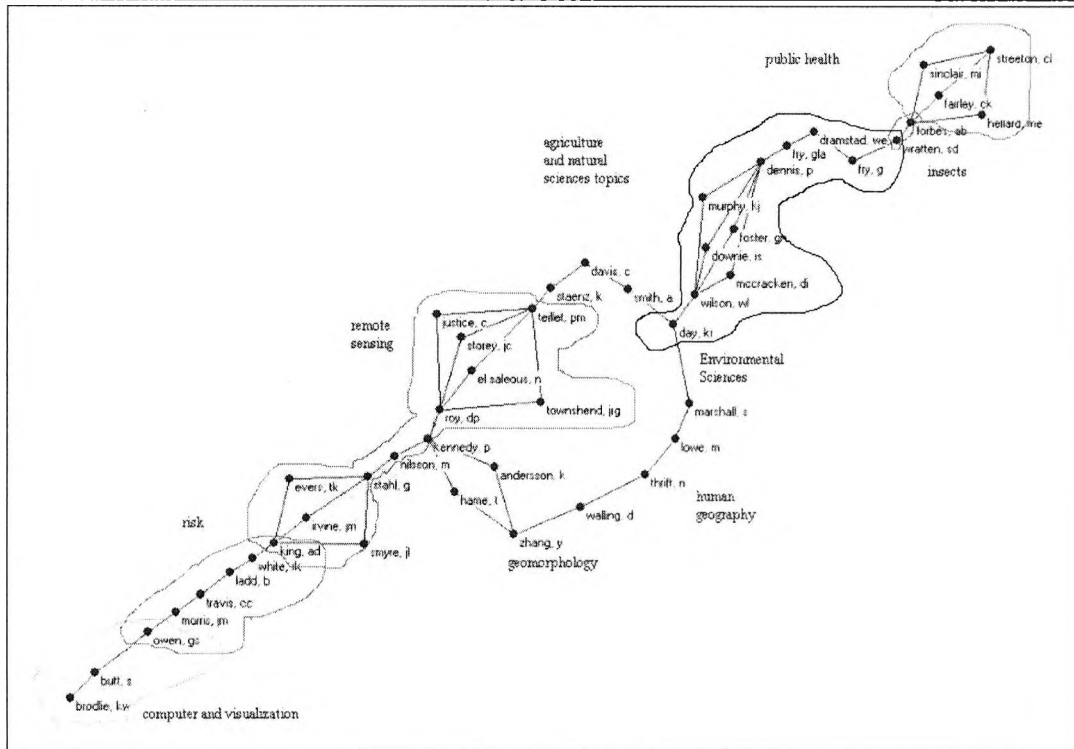 public health
streeton, cl
sinclair, mi
fairley, ck
hellard, me
forbes, ab
dramstad, we
wratten, sd
insects
agriculture
and natural
sciences topics
fry, gla
fry, g
dennis, p
murphy, kj
foster, gn
downie, is
mccracken, di
wilson, wl
davis, c
staenz, k
smith, a
day, kr
Environmental
Sciences
teillet, pm
justice, c
remote
sensing
storey, jc
el saleous, n
townshend, jrg
roy, dp
marshall, s
lowe, m
kennedy, p
nilsson, m
andersson, k
thrift, n
human
geography
stahl, g
evers, tk
hame, t
walling, d
irvine, jm
risk
zhang, y
geomorphology
king, ad
smyre, jl
white, rk
ladd, b
travis, cc
morris, jm
owen, gs
butt, s
brodlie, kw
computer and visualization